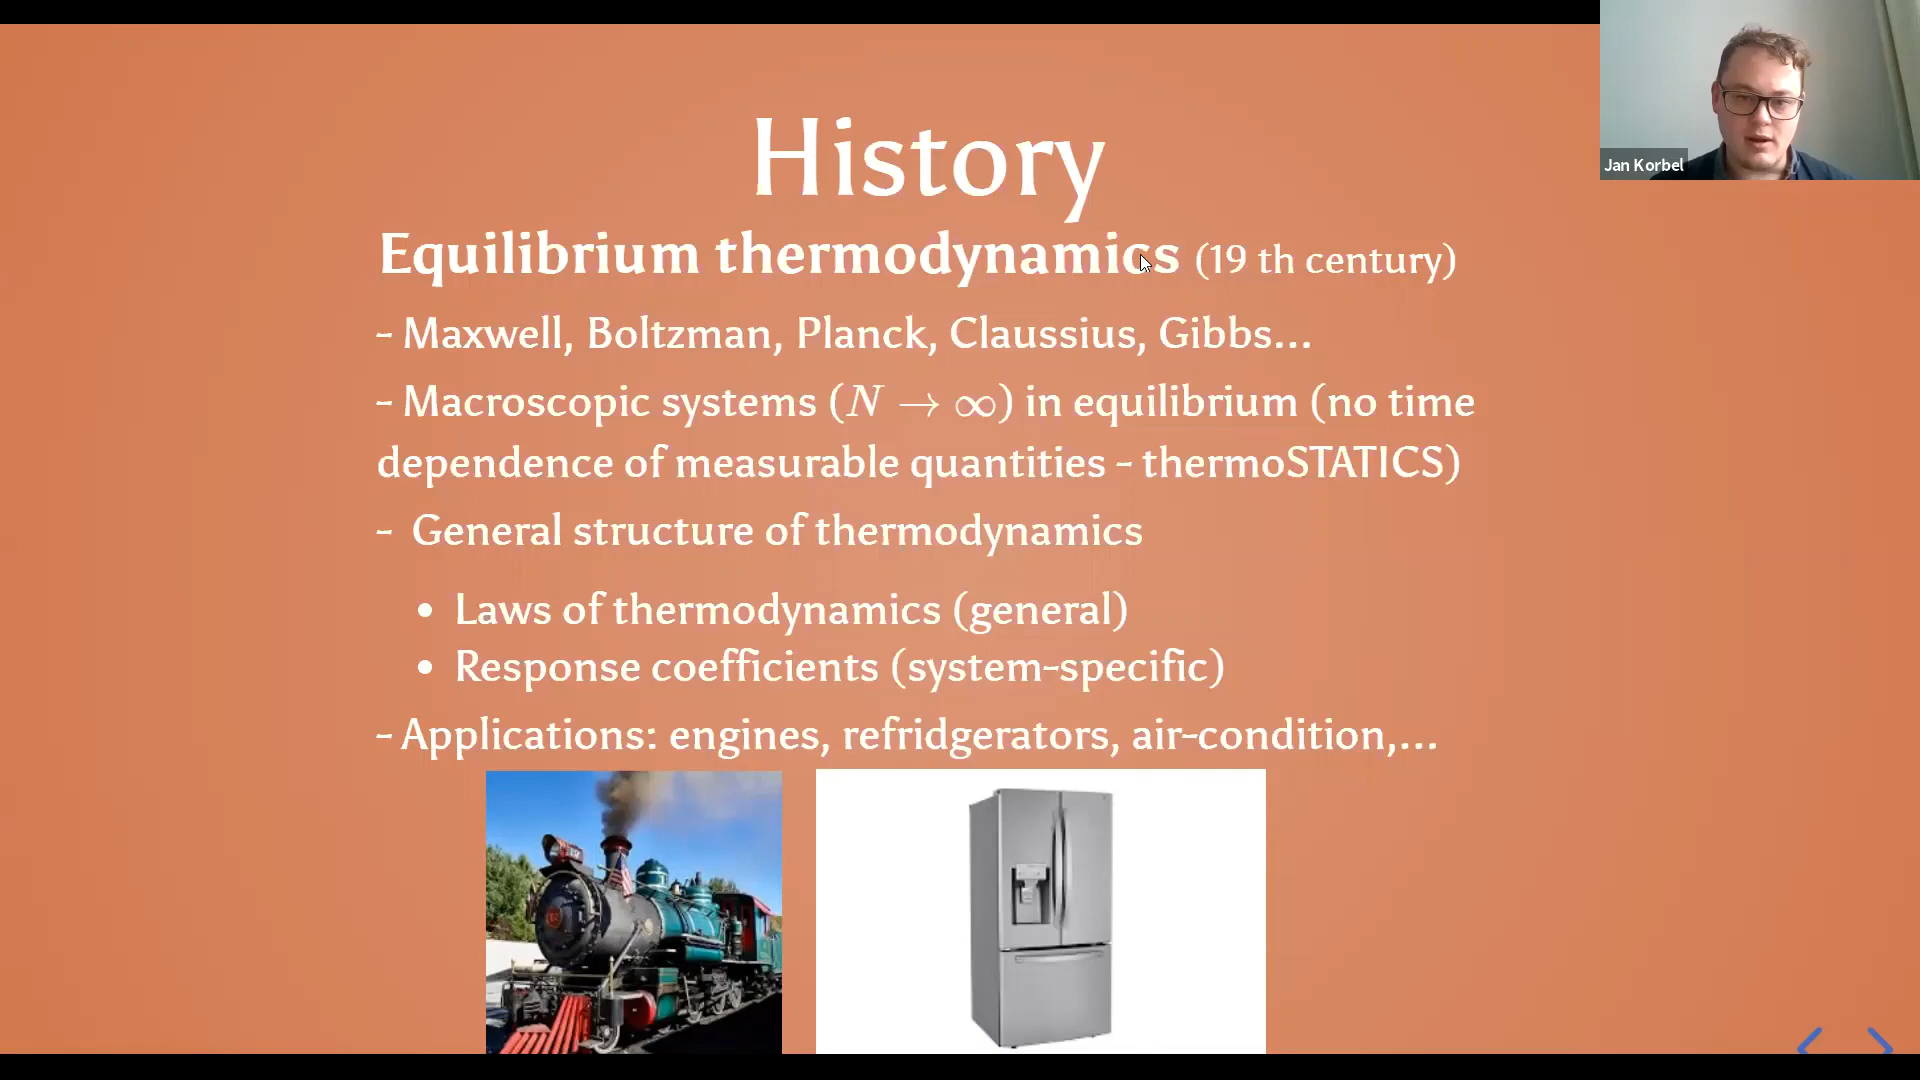 History
Equilibrium thermodynamics (19 th century)
- Maxwell, Boltzman, Planck, Claussius, Gibbs...
- Macroscopic systems (N → ∞) in equilibrium (no time
dependence of measurable quantities - thermoSTATICS)
- General structure of thermodynamics
• Laws of thermodynamics (general)
• Response coefficients (system-specific)
- Applications: engines, refridgerators, air-condition,...
Jan Korbel